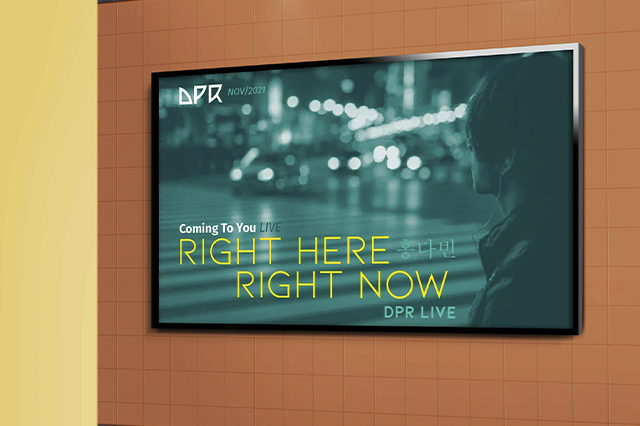 DPR NOV/2021
Coming To You LIVE
RIGHT HERE 홍다빈
RIGHT NOW
DPR LIVE